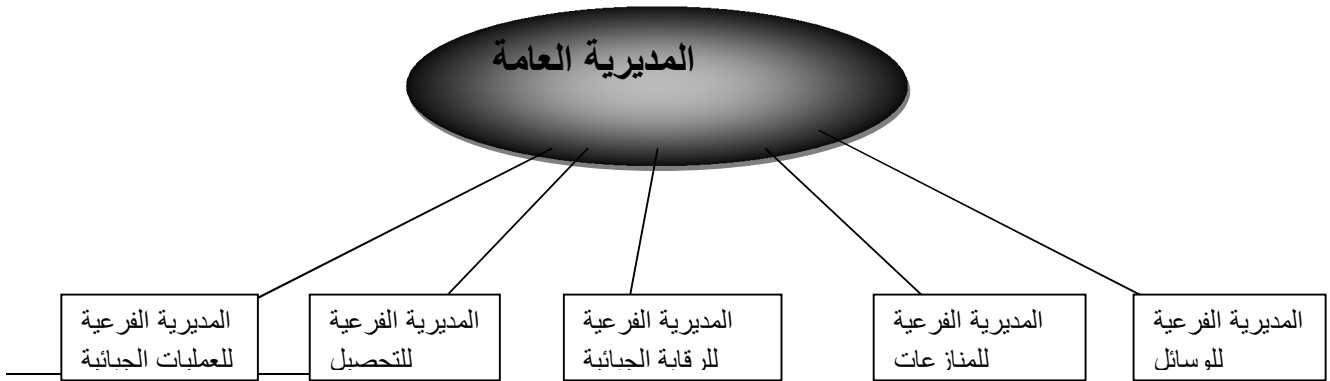 المديرية العامة
المديرية الفرعية
للوسائل
المديرية الفرعية
للمنازعات
المديرية الفرعية
للرقابة الجبائية
المديرية الفرعية
للتحصيل
المديرية الفرعية
للعمليات الجبائية